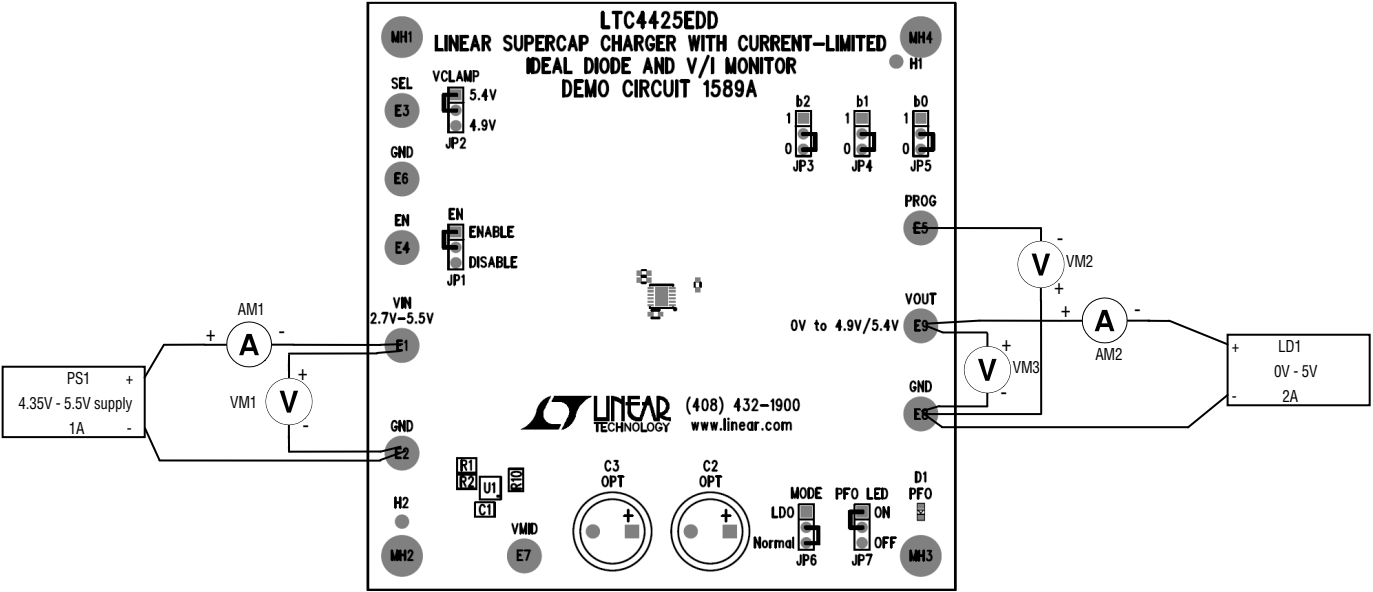 LTC4425EDD
LINEAR SUPERCAP CHARGER WITH CURRENT-LIMITED
IDEAL DIODE AND V/I MONITOR
DEMO CIRCUIT 1589A
MH1
MH4
H1
SEL
E3
VCLAMP
5.4V
4.9V
JP2
b2
1
0
JP3
b1
1
0
JP4
b0
1
0
JP5
GND
E6
EN
E4
EN
ENABLE
DISABLE
JP1
PROG
E5
-
V
VM2
+
VIN
2.7V-5.5V
E1
AM1
+
A
-
VOUT
0V to 4.9V/5.4V
E9
+
A
-
AM2
PS1
+
4.35V - 5.5V supply
1A
-
+
VM1
V
-
+
V
VM3
-
+
LD1
0V - 5V
-
2A
GND
E2
GND
E8
LINEAR
TECHNOLOGY
(408) 432-1900
www.linear.com
R1
R2
U1
R10
C1
C3
OPT
+
C2
OPT
+
H2
MH2
VMID
E7
MODE
LDO
Normal
JP6
PFO LED
ON
OFF
JP7
D1
PFO
MH3